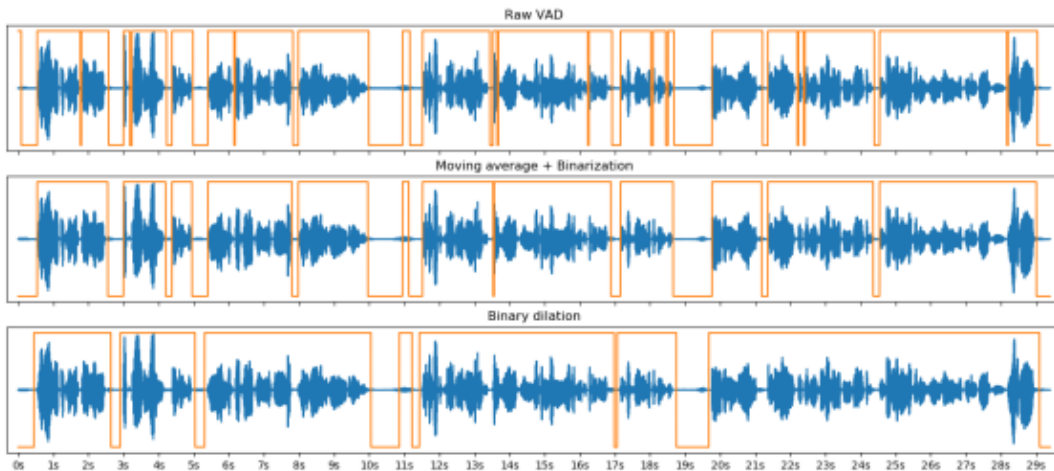 Raw VAD
Moving average + Binarization
Binary dilation
0s 1s 2s 3s 4s 5s 6s 7s 8s 9s 10s 11s 12s 13s 14s 15s 16s 17s 18s 19s 20s 21s 22s 23s 24s 25s 26s 27s 28s 29s